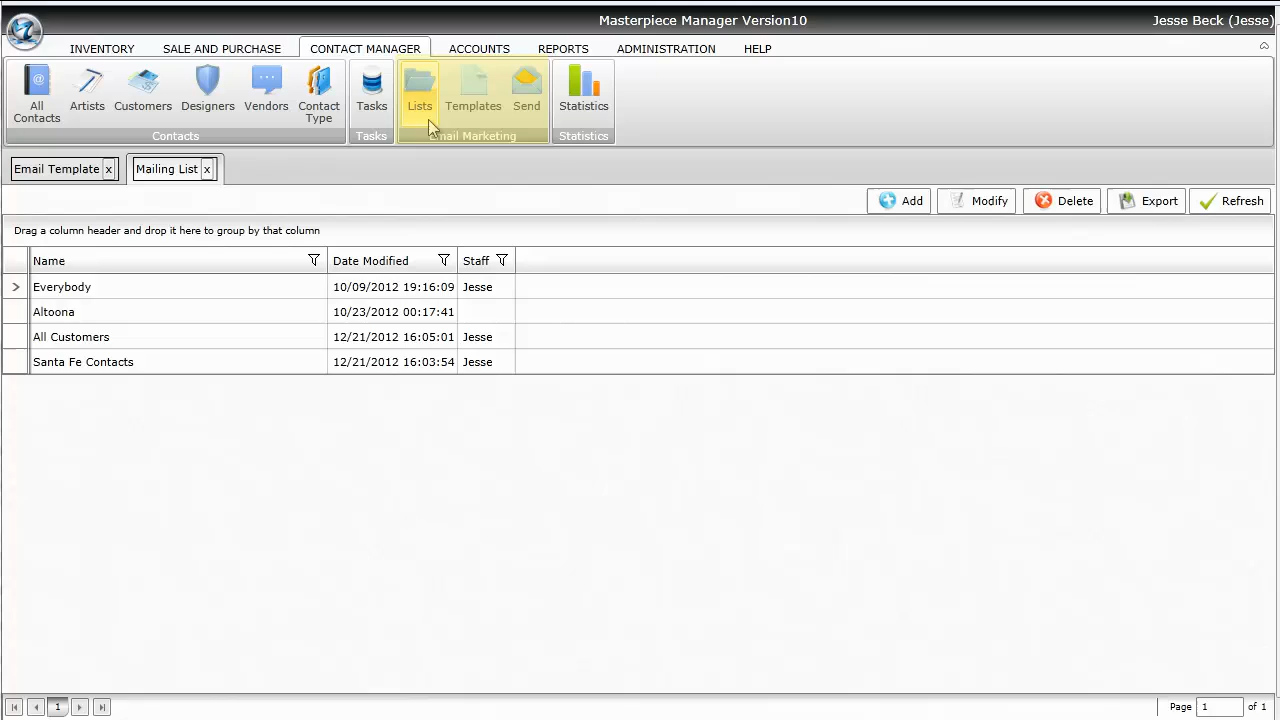 Masterpiece Manager Version10
Jesse Beck (Jesse)
INVENTORY SALE AND PURCHASE CONTACT MANAGER ACCOUNTS REPORTS ADMINISTRATION HELP
All Contacts Artists Customers Designers Vendors Contact Type Tasks Lists Templates Send Statistics
Contacts Tasks Email Marketing Statistics
Email Template x Mailing List x
Add Modify Delete Export Refresh
Drag a column header and drop it here to group by that column
Name Date Modified Staff
> Everybody 10/09/2012 19:16:09 Jesse
Altoona 10/23/2012 00:17:41
All Customers 12/21/2012 16:05:01 Jesse
Santa Fe Contacts 12/21/2012 16:03:54 Jesse
1 Page 1 of 1